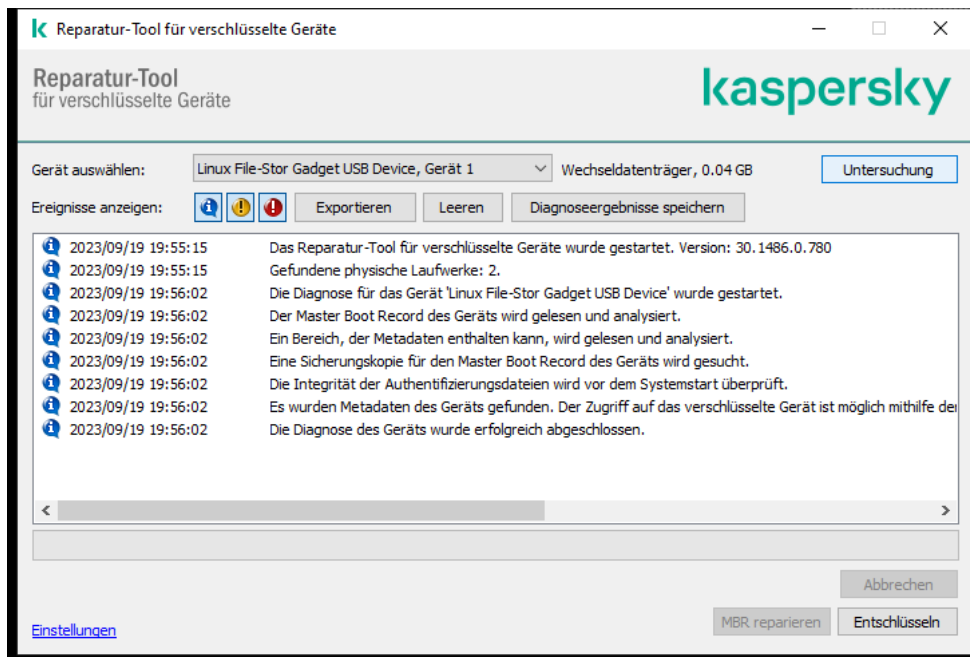 Reparatur-Tool für verschlüsselte Geräte
Reparatur-Tool
für verschlüsselte Geräte
kaspersky
Gerät auswählen: Linux File-Stor Gadget USB Device, Gerät 1 Wechseldatenträger, 0.04 GB Untersuchung
Ereignisse anzeigen: Exportieren Leeren Diagnoseergebnisse speichern
2023/09/19 19:55:15 Das Reparatur-Tool für verschlüsselte Geräte wurde gestartet. Version: 30.1486.0.780
2023/09/19 19:55:15 Gefundene physische Laufwerke: 2.
2023/09/19 19:56:02 Die Diagnose für das Gerät 'Linux File-Stor Gadget USB Device' wurde gestartet.
2023/09/19 19:56:02 Der Master Boot Record des Geräts wird gelesen und analysiert.
2023/09/19 19:56:02 Ein Bereich, der Metadaten enthalten kann, wird gelesen und analysiert.
2023/09/19 19:56:02 Eine Sicherungskopie für den Master Boot Record des Geräts wird gesucht.
2023/09/19 19:56:02 Die Integrität der Authentifizierungsdateien wird vor dem Systemstart überprüft.
2023/09/19 19:56:02 Es wurden Metadaten des Geräts gefunden. Der Zugriff auf das verschlüsselte Gerät ist möglich mithilfe der
2023/09/19 19:56:02 Die Diagnose des Geräts wurde erfolgreich abgeschlossen.
Abbrechen
Einstellungen MBR reparieren Entschlüsseln